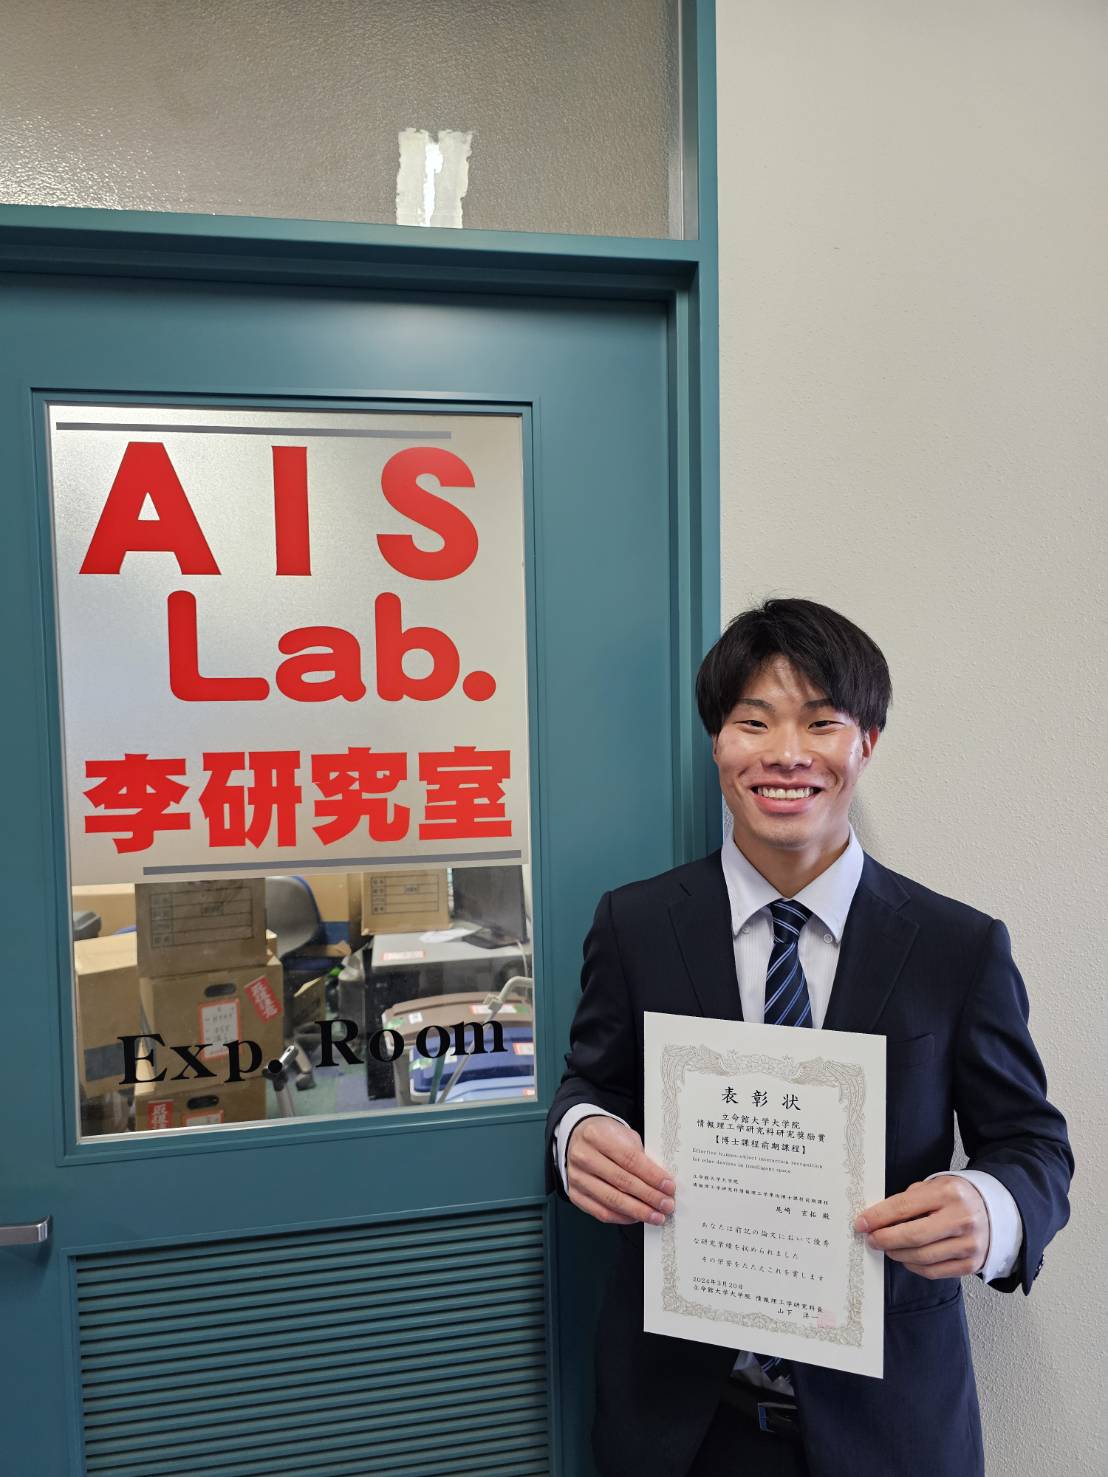 AIS
Lab.
李研究室
Exp. Room
表彰状
立命館大学大学院
情報理工学研究科研究奨励賞
【博士課程前期課程】
Effective human-object interaction recognition
for edge devices in intelligent space
立命館大学大学院
情報理工学研究科情報理工学専攻博士課程前期課程
尾崎 宏拓 殿
あなたは前記の論文において優秀
な研究業績を収められました
その学習をたたえこれを賞します
2024年3月20日
立命館大学大学院 情報理工学研究科長
山下 洋一